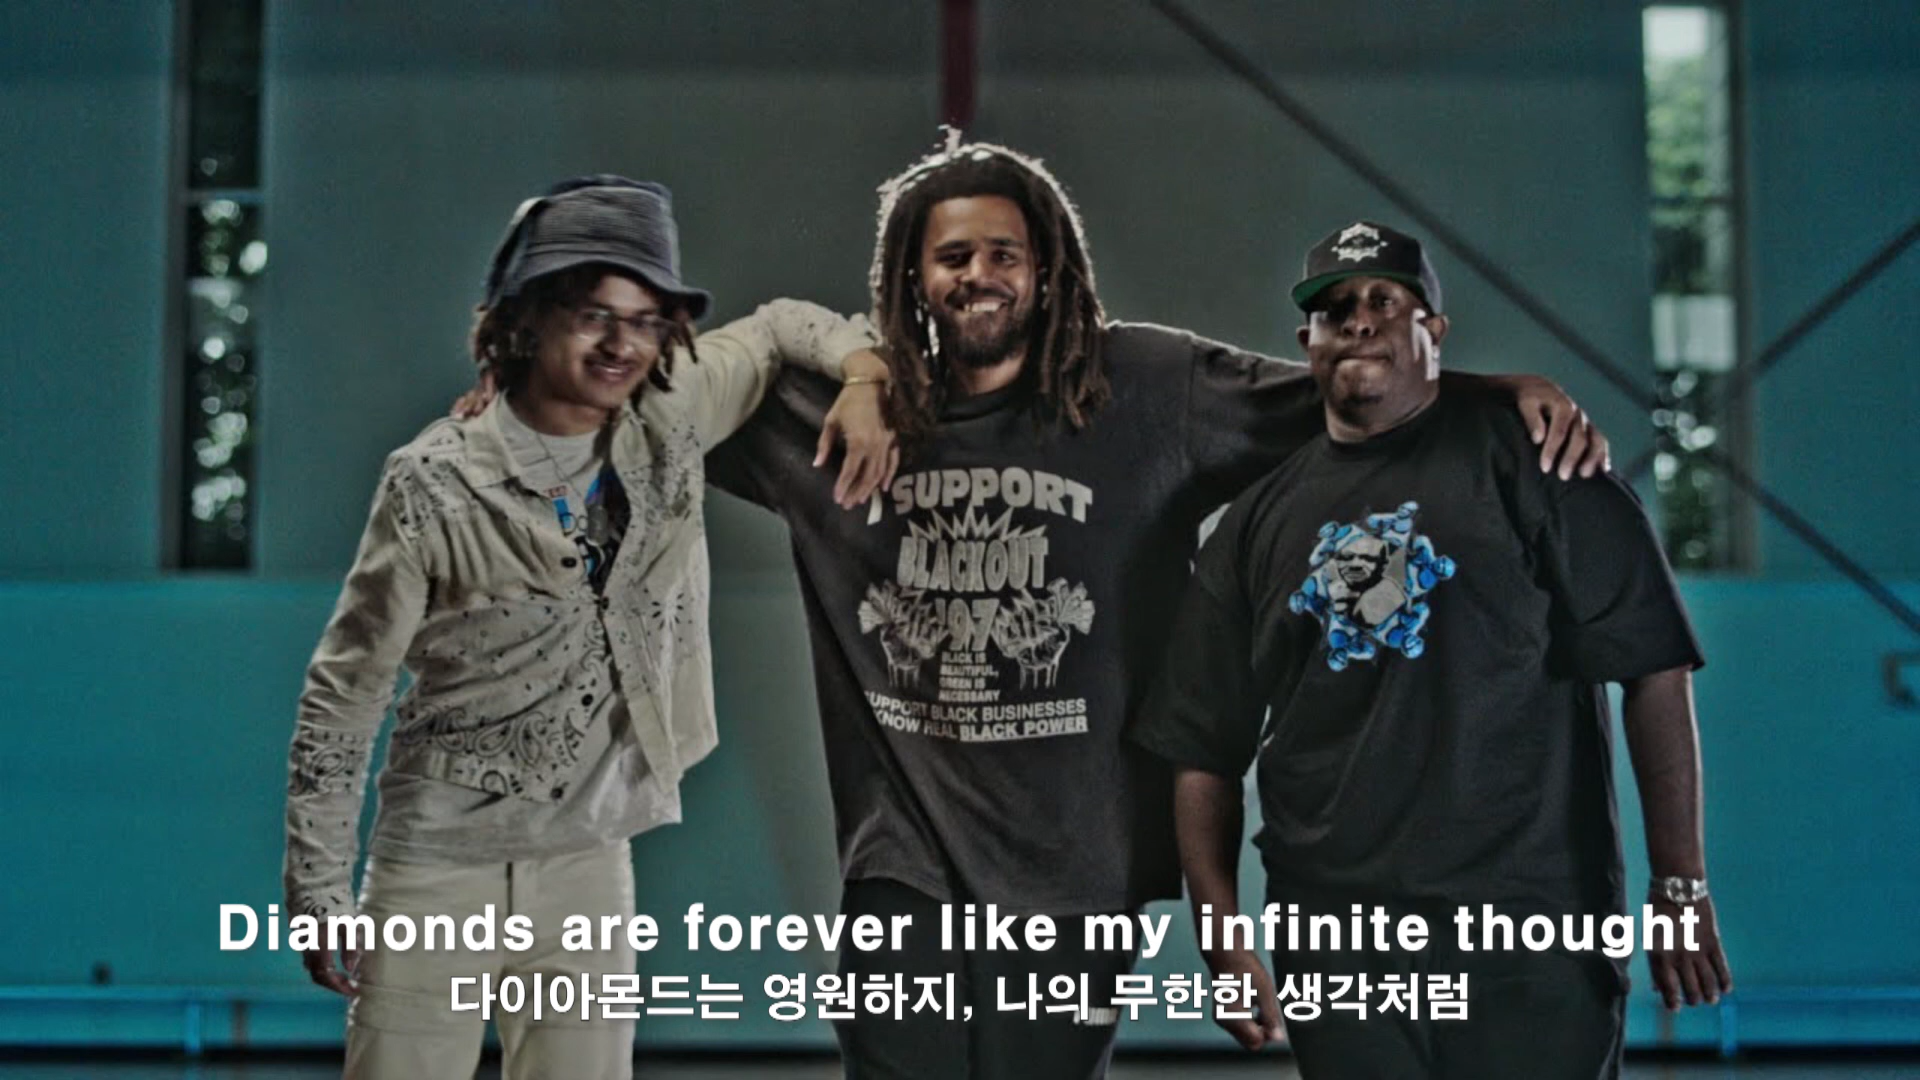 I SUPPORT
BLACKOUT
'97
BLACK IS
BEAUTIFUL,
GREEN IS
NECESSARY
SUPPORT BLACK BUSINESSES
KNOW REAL BLACK POWER
Diamonds are forever like my infinite thought
다이아몬드는 영원하지, 나의 무한한 생각처럼